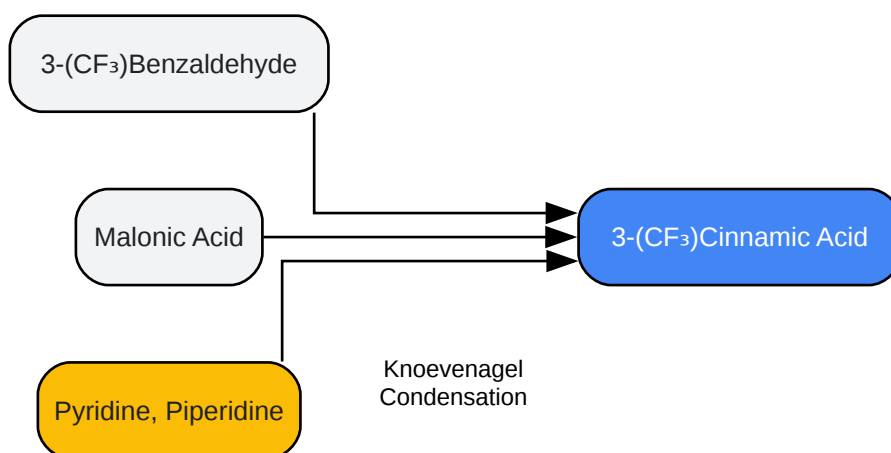 3-(CF₃)Benzaldehyde
Malonic Acid
3-(CF₃)Cinnamic Acid
Knoevenagel
Condensation
Pyridine, Piperidine